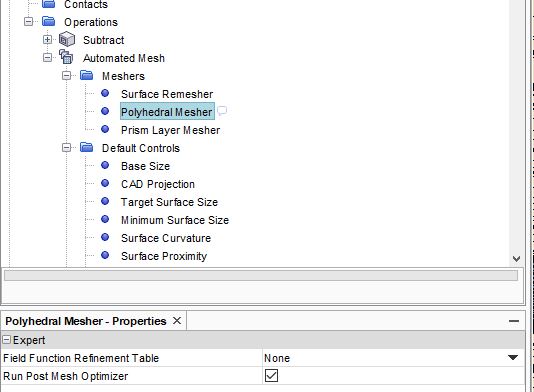 Contacts
Operations
Subtract
Automated Mesh
Meshers
Surface Remesher
Polyhedral Mesher
Prism Layer Mesher
Default Controls
Base Size
CAD Projection
Target Surface Size
Minimum Surface Size
Surface Curvature
Surface Proximity
Polyhedral Mesher - Properties
Expert
Field Function Refinement Table None
Run Post Mesh Optimizer